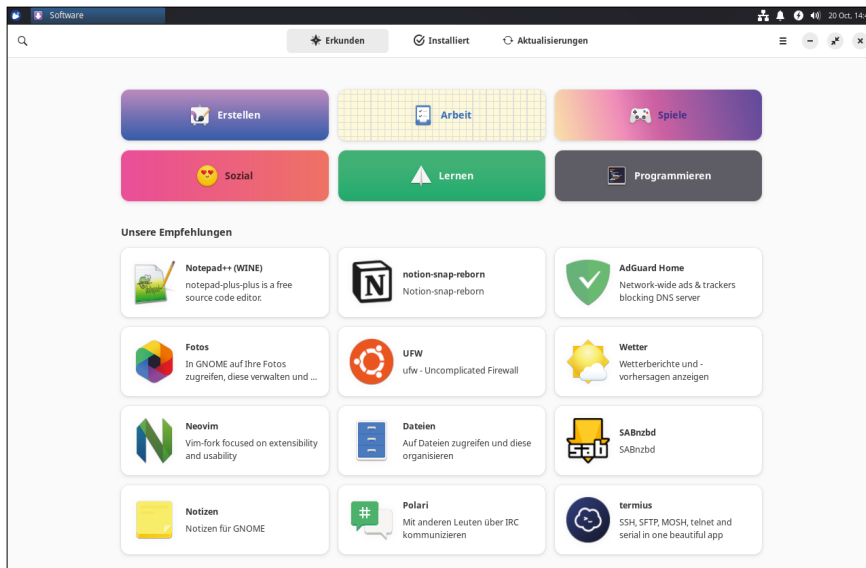 Software
20 Oct, 14:4
Erkunden
Installiert
Aktualisierungen
Erstellen
Arbeit
Spiele
Sozial
Lernen
Programmieren
Unsere Empfehlungen
Notepad++ (WINE)
notepad-plus-plus is a free
source code editor.
notion-snap-reborn
Notion-snap-reborn
AdGuard Home
Network-wide ads & trackers
blocking DNS server
Fotos
In GNOME auf Ihre Fotos
zugreifen, diese verwalten und ...
UFW
ufw - Uncomplicated Firewall
Wetter
Wetterberichte und -
vorhersagen anzeigen
Neovim
Vim-fork focused on extensibility
and usability
Dateien
Auf Dateien zugreifen und diese
organisieren
sab
SABnzbd
SABnzbd
Notizen
Notizen für GNOME
Polari
Mit anderen Leuten über IRC
kommunizieren
termius
SSH, SFTP, MOSH, telnet and
serial in one beautiful app